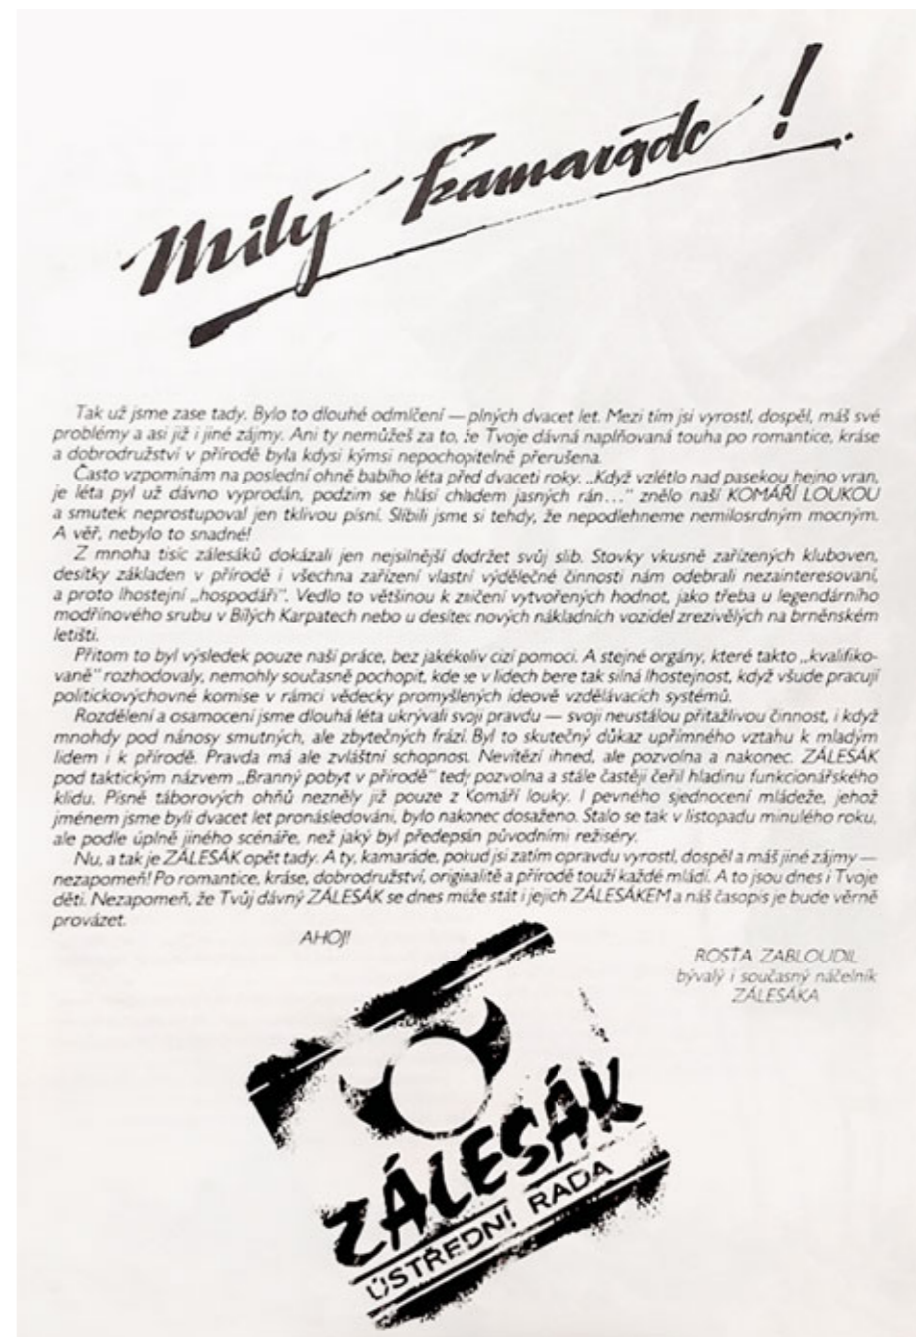 Milý kamaráde!
Tak už jsme zase tady. Bylo to dlouhé odmlčení — plných dvacet let. Mezi tím jsi vyrostl, dospěl, máš své
problémy a asi již i jiné zájmy. Ani ty nemůžeš za to, že Tvoje dávná naplňovaná touha po romantice, kráse
a dobrodružství v přírodě byla kdysi kýmsi nepochopitelně přerušena.
Často vzpomínám na poslední ohně babího léta před dvaceti roky. „Když vzlétlo nad pasekou hejno vran,
je léta pyl už dávno vyprodán, podzim se hlásí chladem jasných rán…" znělo naší KOMÁŘÍ LOUKOU
a smutek neprostupoval jen tklivou písní. Slíbili jsme si tehdy, že nepodlehneme nemilosrdným mocným.
A věř, nebylo to snadné!
Z mnoha tisíc zálesáků dokázali jen nejsilnější dodržet svůj slib. Stovky vkusně zařízených kluboven,
desítky základen v přírodě i všechna zařízení vlastní výdělečné činnosti nám odebrali nezainteresovaní,
a proto lhostejní „hospodáři". Vedlo to většinou k zničení vytvořených hodnot, jako třeba u legendárního
modřínového srubu v Bílých Karpatech nebo u desítec nových nákladních vozidel zrezivělých na brněnském
letišti.
Přitom to byl výsledek pouze naší práce, bez jakékoliv cizí pomoci. A stejné orgány, které takto „kvalifiko-
vaně" rozhodovaly, nemohly současně pochopit, kde se v lidech bere tak silná lhostejnost, když všude pracují
politickovýchovné komise v rámci vědecky promyšlených ideově vzdělávacích systémů.
Rozdělení a osamocení jsme dlouhá léta ukrývali svoji pravdu — svoji neustálou přitažlivou činnost, i když
mnohdy pod nánosy smutných, ale zbytečných frází. Byl to skutečný důkaz upřímného vztahu k mladým
lidem i k přírodě. Pravda má ale zvláštní schopnost. Nevítězí ihned, ale pozvolna a nakonec. ZÁLESÁK
pod taktickým názvem „Branný pobyt v přírodě" tedy pozvolna a stále častěji čeřil hladinu funkcionářského
klidu. Písně táborových ohňů nezněly již pouze z Komáří louky. I pevného sjednocení mládeže, jehož
jménem jsme byli dvacet let pronásledováni, bylo nakonec dosaženo. Stalo se tak v listopadu minulého roku,
ale podle úplně jiného scénáře, než jaký byl předepsán původními režiséry.
Nu, a tak je ZÁLESÁK opět tady. A ty, kamaráde, pokud jsi zatím opravdu vyrostl, dospěl a máš jiné zájmy —
nezapomeň! Po romantice, kráse, dobrodružství, originalitě a přírodě touží každé mládí. A to jsou dnes i Tvoje
děti. Nezapomeň, že Tvůj dávný ZÁLESÁK se dnes může stát i jejich ZÁLESÁKEM a náš časopis je bude věrně
provázet.
AHOJ!
ROSŤA ZABLOUDIL
bývalý i současný náčelník
ZÁLESÁKA
ZÁLESÁK
ÚSTŘEDNÍ RADA